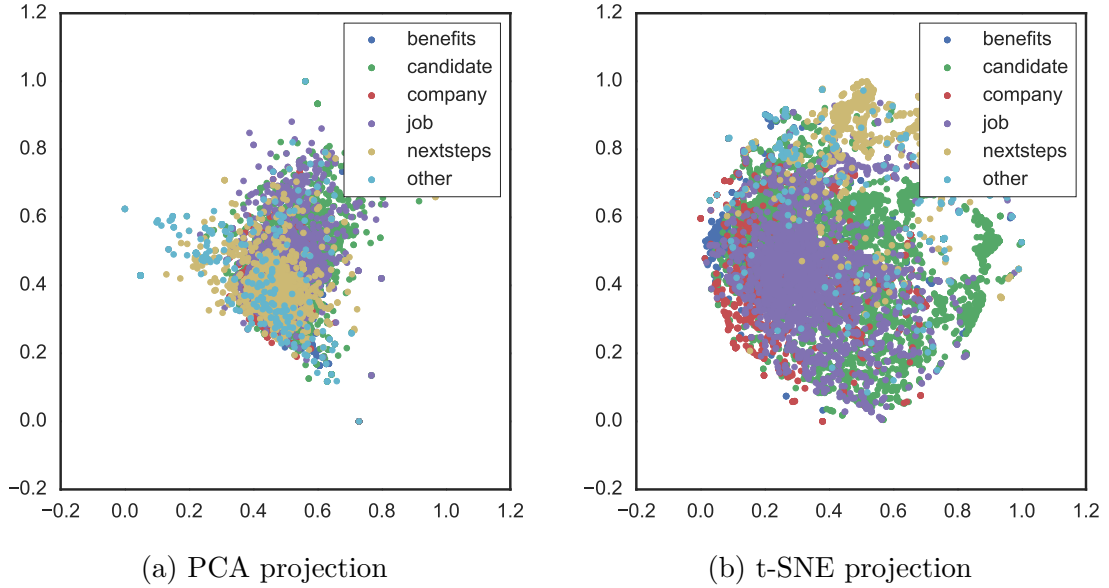 1.2
1.0
0.8
0.6
0.4
0.2
0.0
−0.2
−0.2 0.0 0.2 0.4 0.6 0.8 1.0 1.2
benefits
candidate
company
job
nextsteps
other
(a) PCA projection
1.2
1.0
0.8
0.6
0.4
0.2
0.0
−0.2
−0.2 0.0 0.2 0.4 0.6 0.8 1.0 1.2
benefits
candidate
company
job
nextsteps
other
(b) t-SNE projection